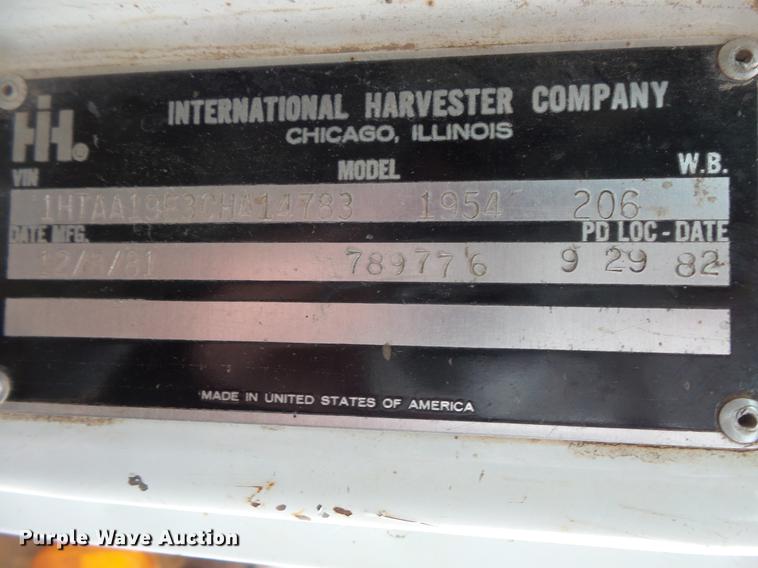 IH®
INTERNATIONAL HARVESTER COMPANY
CHICAGO, ILLINOIS
VIN MODEL W.B.
1HTAA19E3CHA14783 1954 206
DATE MFG. PD LOC - DATE
789776 9 29 82
MADE IN UNITED STATES OF AMERICA
Purple Wave Auction